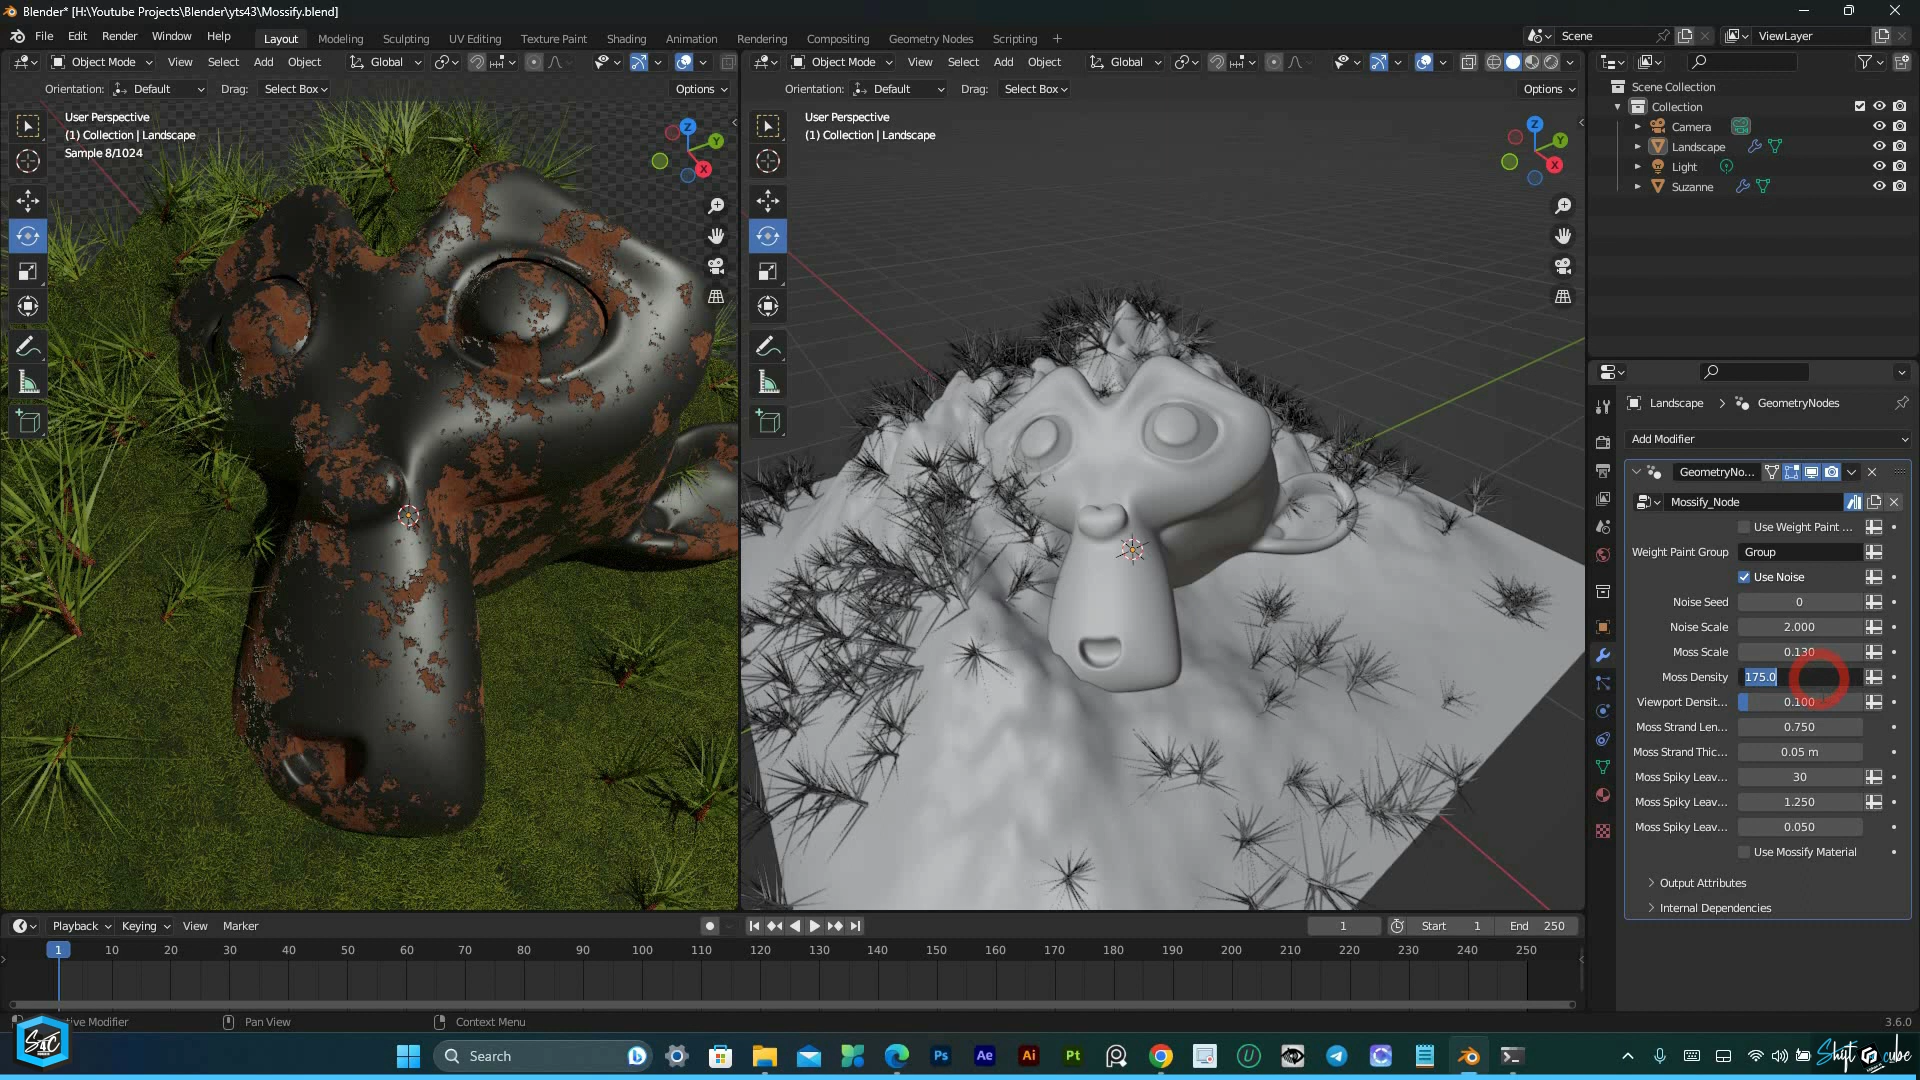 Blender* [H:\Youtube Projects\Blender\yts43\Mossify.blend]
File Edit Render Window Help Layout Modeling Sculpting UV Editing Texture Paint Shading Animation Rendering Compositing Geometry Nodes Scripting + Scene ViewLayer
Object Mode View Select Add Object Global
Object Mode View Select Add Object Global
Orientation: Default Drag: Select Box Options
Orientation: Default Drag: Select Box Options
User Perspective
(1) Collection | Landscape
Sample 8/1024
Z
Y
X
User Perspective
(1) Collection | Landscape
Z
Y
X
Scene Collection
Collection
Camera
Landscape
Light
Suzanne
Landscape > GeometryNodes
Add Modifier
GeometryNo...
Mossify_Node
Use Weight Paint ...
Weight Paint Group Group
Use Noise
Noise Seed 0
Noise Scale 2.000
Moss Scale 0.130
Moss Density 175.0
Viewport Densit... 0.100
Moss Strand Len... 0.750
Moss Strand Thic... 0.05 m
Moss Spiky Leav... 30
Moss Spiky Leav... 1.250
Moss Spiky Leav... 0.050
Use Mossify Material
Output Attributes
Internal Dependencies
Playback Keying View Marker 1 Start 1 End 250
1 10 20 30 40 50 60 70 80 90 100 110 120 130 140 150 160 170 180 190 200 210 220 230 240 250
tive Modifier Pan View Context Menu 3.6.0
S4C
Search
Ps
Ae
Ai
Pt